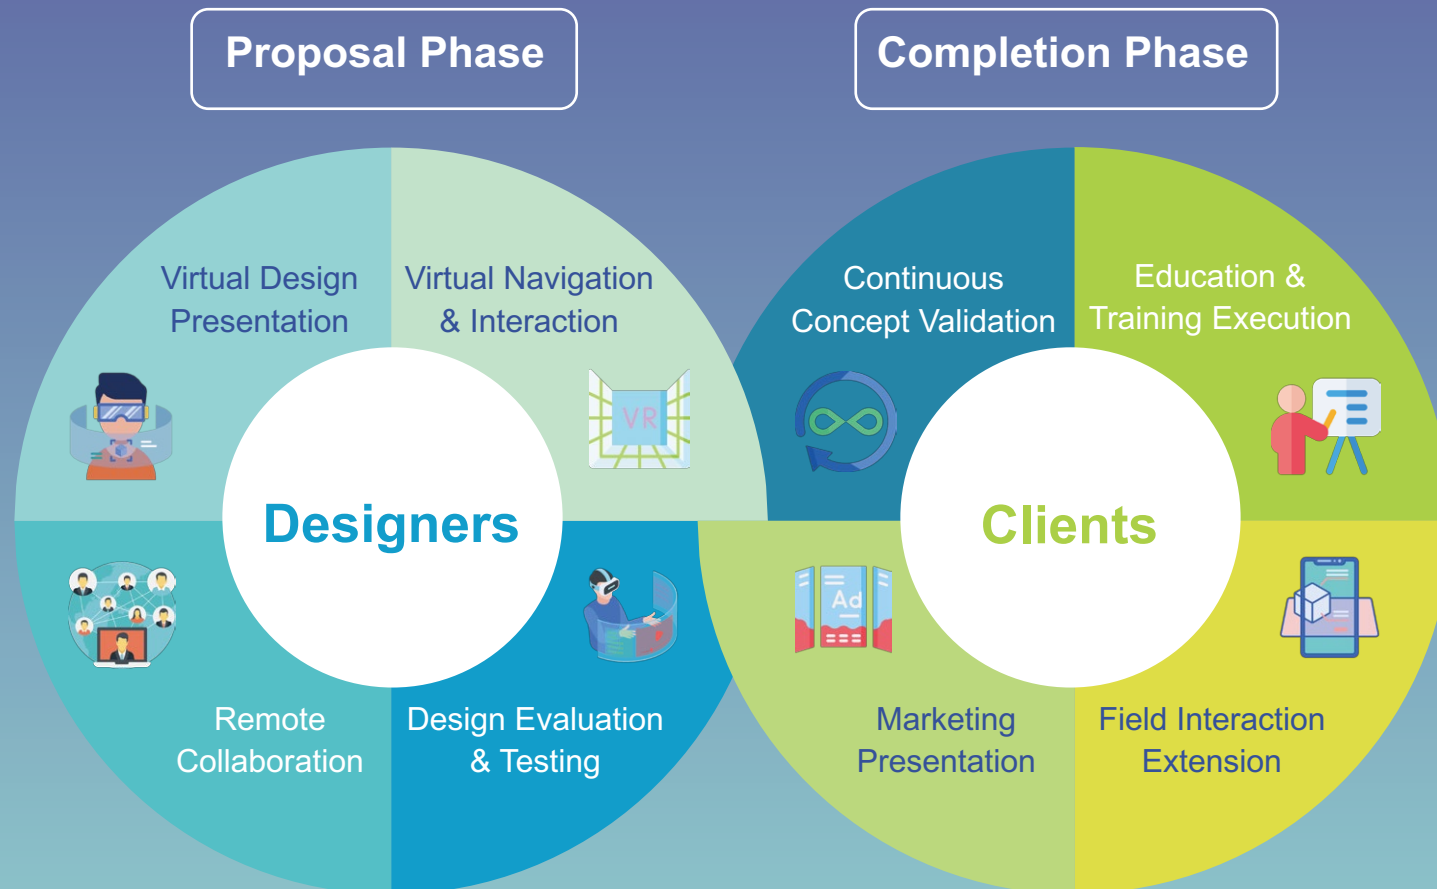 Proposal Phase
Completion Phase
Virtual Design
Presentation
Virtual Navigation
& Interaction
VR
Designers
Remote
Collaboration
Design Evaluation
& Testing
Continuous
Concept Validation
Education &
Training Execution
Clients
Ad
Marketing
Presentation
Field Interaction
Extension